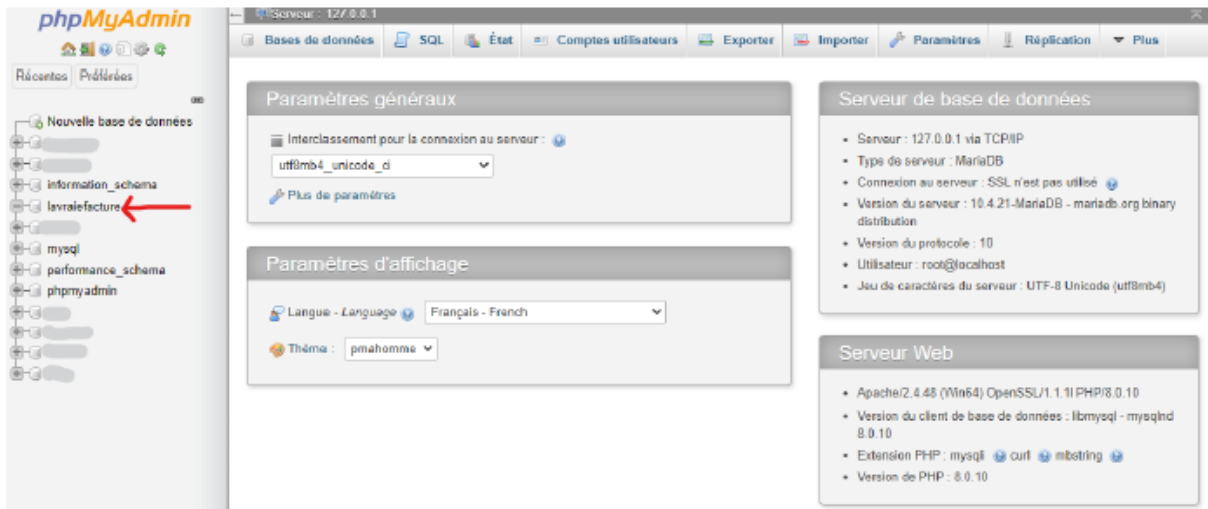 phpMyAdmin
Récentes Préférées
Nouvelle base de données
information_schema
lavraiefacture
mysql
performance_schema
phpmyadmin
Serveur : 127.0.0.1
Bases de données SQL État Comptes utilisateurs Exporter Importer Paramètres Réplication Plus
Paramètres généraux
Interclassement pour la connexion au serveur :
utf8mb4_unicode_ci
Plus de paramètres
Paramètres d'affichage
Langue - Language Français - French
Thème : pmahomme
Serveur de base de données
Serveur : 127.0.0.1 via TCP/IP
Type de serveur : MariaDB
Connexion au serveur : SSL n'est pas utilisé
Version du serveur : 10.4.21-MariaDB - mariadb.org binary
distribution
Version du protocole : 10
Utilisateur : root@localhost
Jeu de caractères du serveur : UTF-8 Unicode (utf8mb4)
Serveur Web
Apache/2.4.48 (Win64) OpenSSL/1.1.1l PHP/8.0.10
Version du client de base de données : libmysql - mysqlnd
8.0.10
Extension PHP : mysqli curl mbstring
Version de PHP : 8.0.10